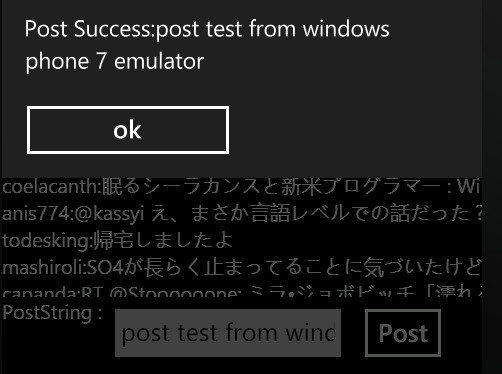 Post Success:post test from windows
phone 7 emulator
ok
coelacanth:眠るシーラカンスと新米プログラマー : Wi
anis774:@kassyi え、まさか言語レベルでの話だった?
todesking:帰宅しましたよ
mashiroli:SO4が長らく止まってることに気づいたけど
capanda:RT @Stoooooone: ミラ•ジョボビッチ「濡れる
PostString :
post test from wind
Post